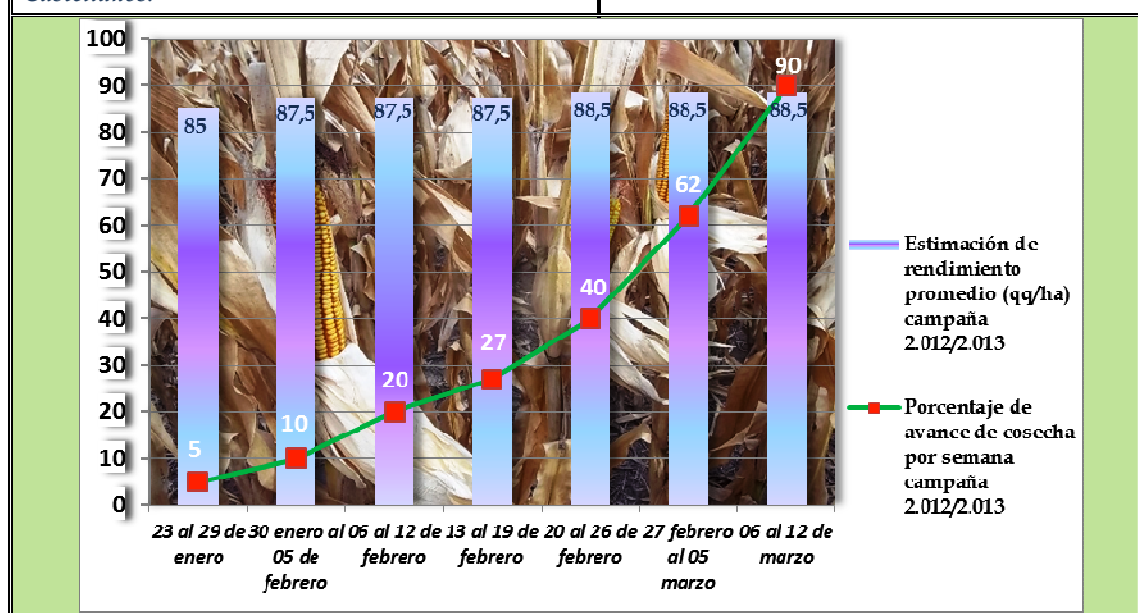 100
90
80
70
60
50
40
30
20
10
0
85
87,5
87,5
87,5
88,5
88,5
88,5
5
10
20
27
40
62
90
23 al 29 de
enero
30 enero al
05 de
febrero
06 al 12 de
febrero
13 al 19 de
febrero
20 al 26 de
febrero
27 febrero
al 05
marzo
06 al 12 de
marzo
Estimación de
rendimiento
promedio (qq/ha)
campaña
2.012/2.013
Porcentaje de
avance de cosecha
por semana
campaña
2.012/2.013